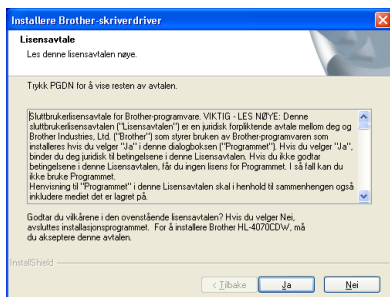 Installere Brother-skriverdriver
Lisensavtale
Les denne lisensavtalen nøye.
Trykk PGDN for å vise resten av avtalen.
Sluttbrukerlisensavtale for Brother-programvare. VIKTIG - LES NØYE: Denne
sluttbrukerlisensavtalen ("Lisensavtalen") er en juridisk forpliktende avtale mellom deg og
Brother Industries, Ltd. ("Brother") som styrer bruken av Brother-programvaren som
installeres hvis du velger "Ja" i denne dialogboksen ("Programmet"). Hvis du velger "Ja",
binder du deg juridisk til betingelsene i denne Lisensavtalen. Hvis du ikke godtar
betingelsene i denne Lisensavtalen, får du ingen lisens for Programmet. I så fall kan du
ikke bruke Programmet.
Henvisning til "Programmet" i denne Lisensavtalen skal i henhold til sammenhengen også
inkludere mediet det er lagret på.
Godtar du vilkårene i den ovenstående lisensavtalen? Hvis du velger Nei,
avsluttes installasjonsprogrammet. For å installere Brother HL-4070CDW, må
du akseptere denne avtalen.
InstallShield
< Tilbake
Ja
Nei